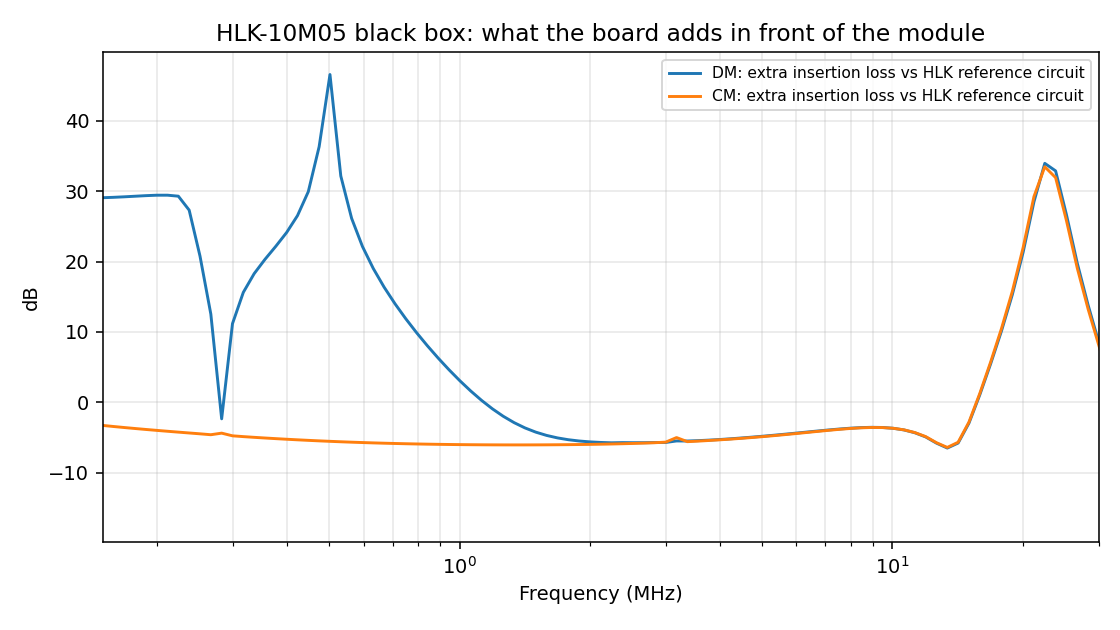 HLK-10M05 black box: what the board adds in front of the module
DM: extra insertion loss vs HLK reference circuit
CM: extra insertion loss vs HLK reference circuit
40
30
20
10
0
−10
dB
10⁰
10¹
Frequency (MHz)